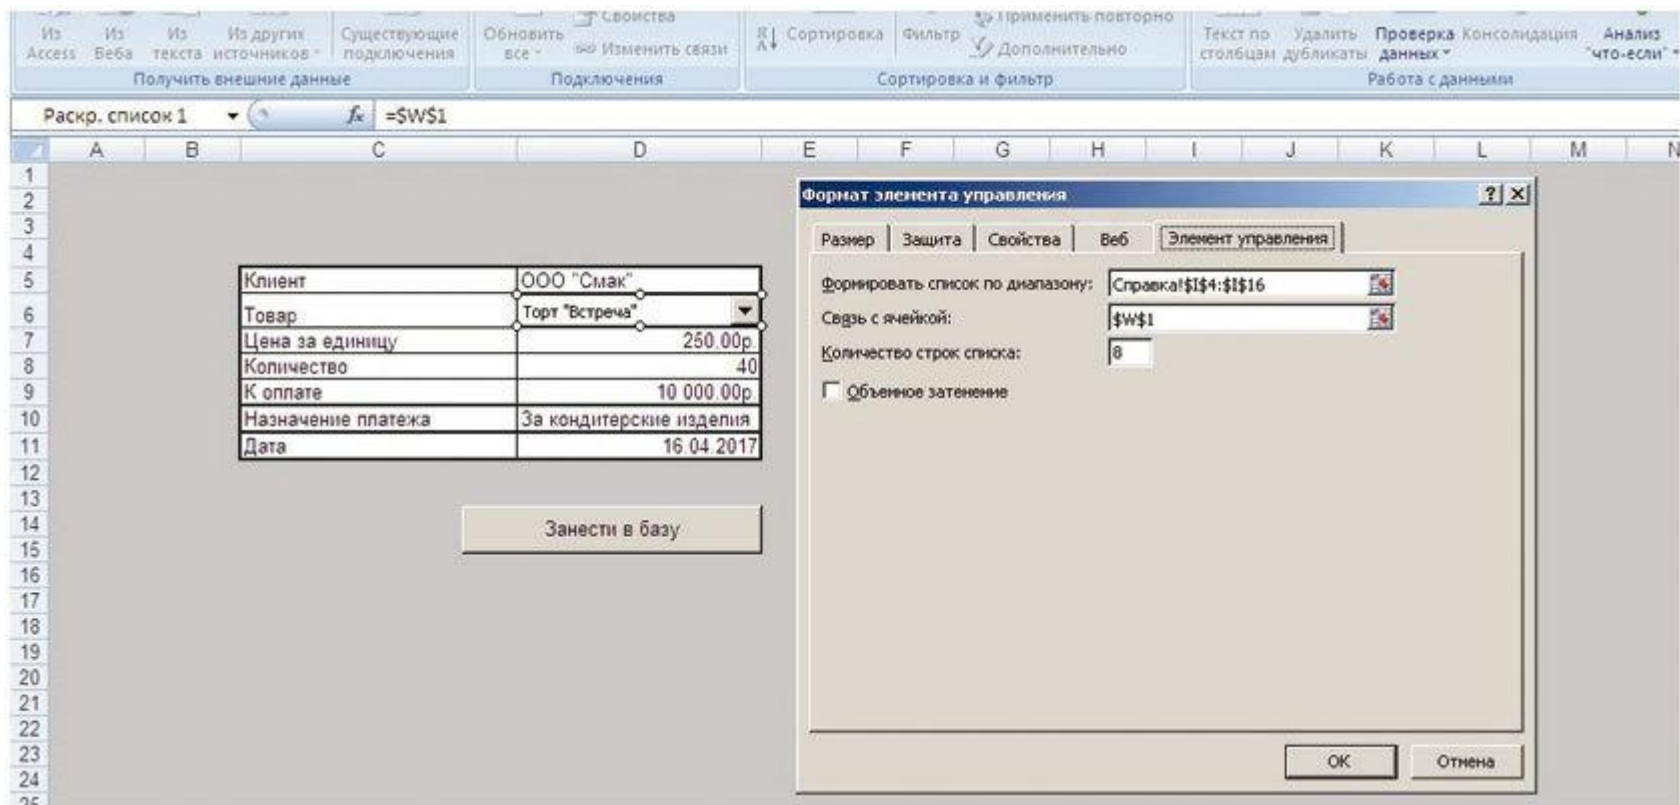 Свойства Применить повторно
Из Из Из Из других Существующие Обновить Сортировка Фильтр Текст по Удалить Проверка Консолидация Анализ
Access Веба текста источников подключения все Изменить связи Дополнительно столбцам дубликаты данных "что-если"
Получить внешние данные Подключения Сортировка и фильтр Работа с данными
Раскр. список 1 fx =$W$1
A B C D E F G H I J K L M N
1
2 Формат элемента управления
3
4 Размер Защита Свойства Веб Элемент управления
5 Клиент ООО "Смак" Формировать список по диапазону: Справка!$I$4:$I$16
6 Товар Торт "Встреча" Связь с ячейкой: $W$1
7 Цена за единицу 250.00р. Количество строк списка: 8
8 Количество 40
9 К оплате 10 000.00р. Объемное затенение
10 Назначение платежа За кондитерские изделия
11 Дата 16.04.2017
12
13
14 Занести в базу
15
16
17
18
19
20
21
22
23 OK Отмена
24
25